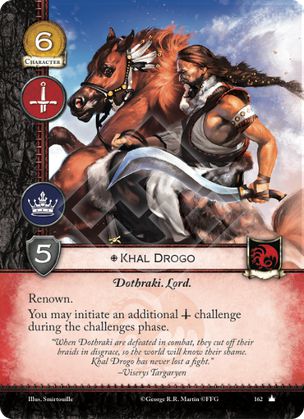 6
CHARACTER
5
KHAL DROGO
Dothraki. Lord.
Renown.
You may initiate an additional challenge
during the challenges phase.
"When Dothraki are defeated in combat, they cut off their
braids in disgrace, so the world will know their shame.
Khal Drogo has never lost a fight."
–Viserys Targaryen
Illus. Smirtouille ©George R.R. Martin ©FFG 162